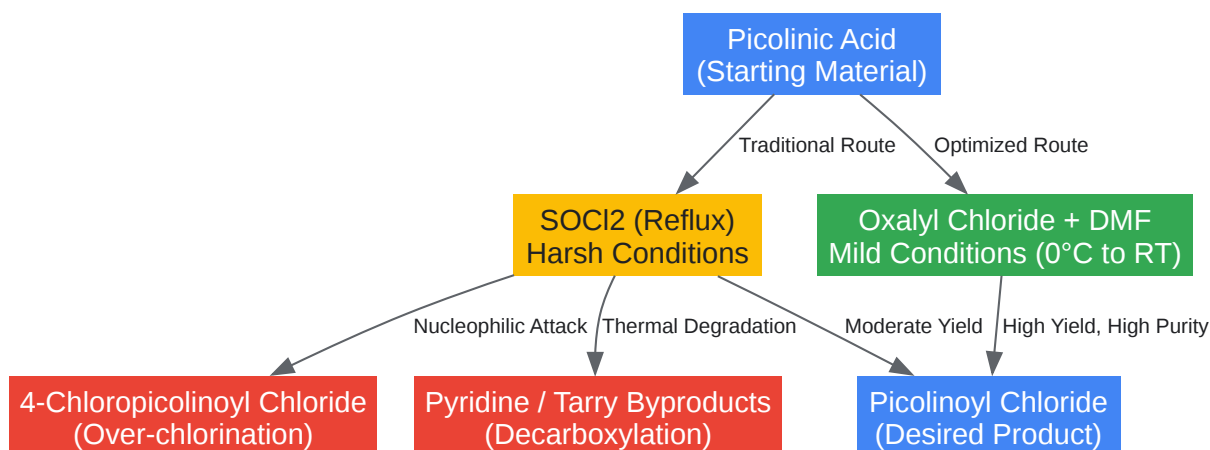 Picolinic Acid
(Starting Material)
Traditional Route
Optimized Route
SOCl2 (Reflux)
Harsh Conditions
Oxalyl Chloride + DMF
Mild Conditions (0°C to RT)
Nucleophilic Attack
Thermal Degradation
Moderate Yield
High Yield, High Purity
4-Chloropicolinoyl Chloride
(Over-chlorination)
Pyridine / Tarry Byproducts
(Decarboxylation)
Picolinoyl Chloride
(Desired Product)